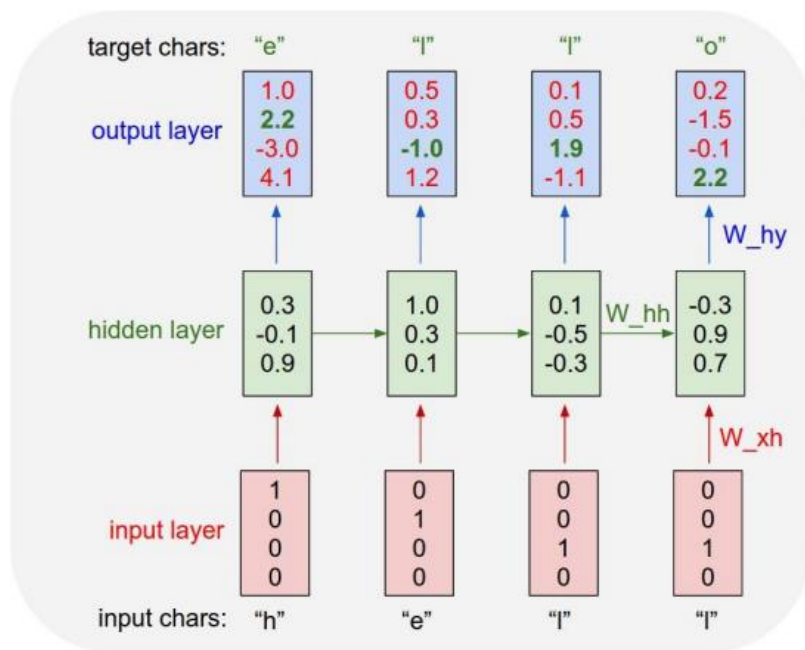 target chars: “e” “l” “l” “o”
1.0 0.5 0.1 0.2
2.2 0.3 0.5 -1.5
output layer
-3.0 -1.0 1.9 -0.1
4.1 1.2 -1.1 2.2
W_hy
0.3 1.0 0.1 -0.3
W_hh
hidden layer -0.1 0.3 -0.5 0.9
0.9 0.1 -0.3 0.7
W_xh
1 0 0 0
0 1 0 0
input layer
0 0 1 1
0 0 0 0
input chars: “h” “e” “l” “l”